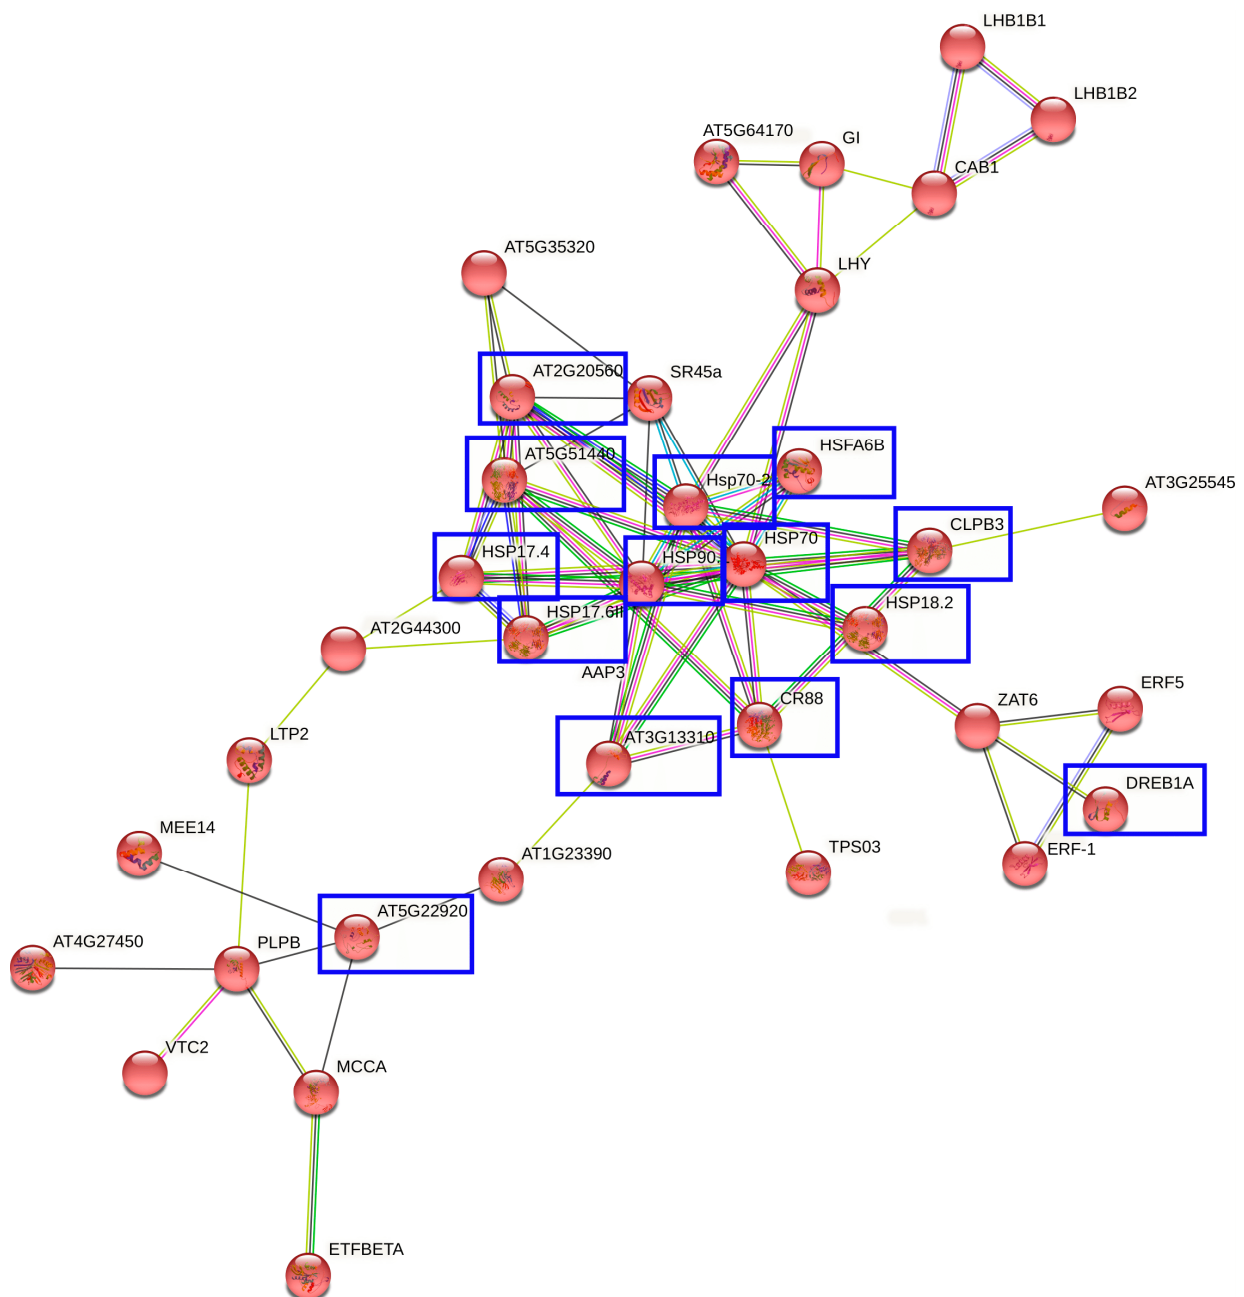 LHB1B1
LHB1B2
AT5G64170
GI
CAB1
AT5G35320
LHY
AT2G20560
SR45a
HSFA6B
AT5G51440
Hsp70-2
AT3G25545
CLPB3
HSP17.4
HSP90.
HSP70
HSP17.6II
HSP18.2
AT2G44300
AAP3
CR88
ZAT6
ERF5
LTP2
AT3G13310
DREB1A
MEE14
AT1G23390
TPS03
ERF-1
AT5G22920
AT4G27450
PLPB
VTC2
MCCA
ETFBETA